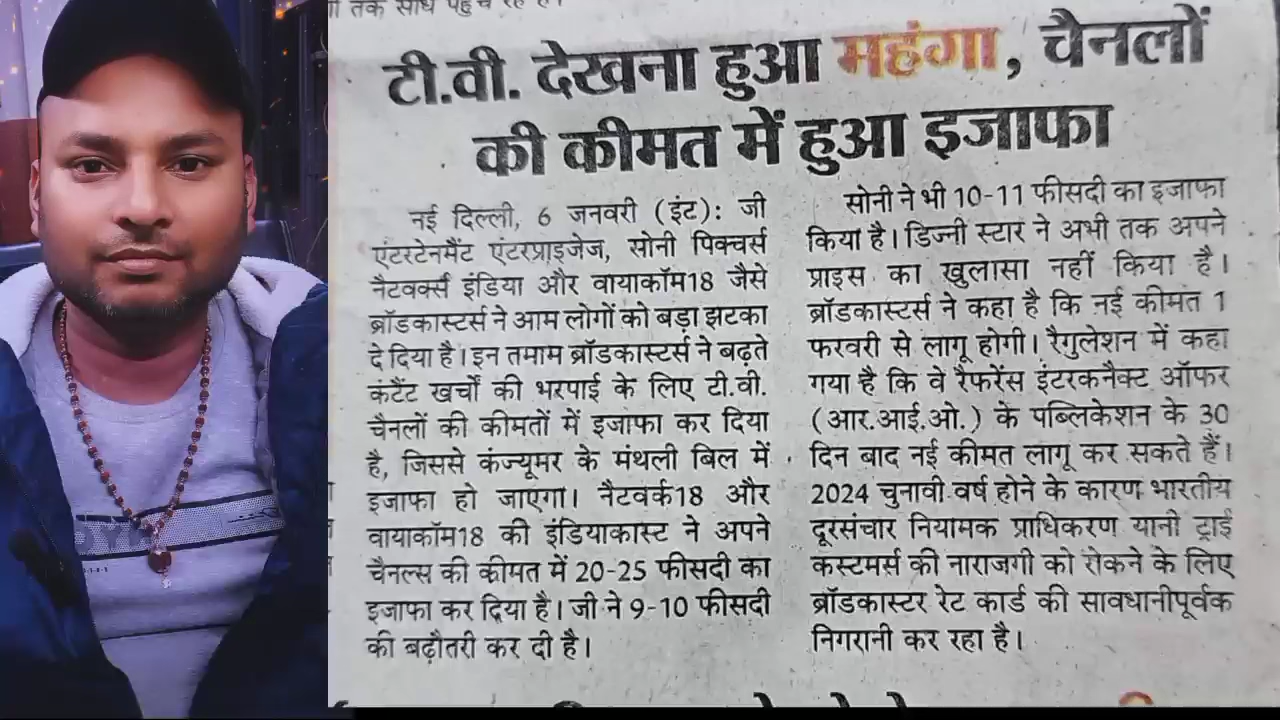 टी.वी. देखना हुआ महंगा, चैनलों
की कीमत में हुआ इजाफा
नई दिल्ली, 6 जनवरी (इंट): जी
एंटरटेनमैंट एंटरप्राइजेज, सोनी पिक्चर्स
नैटवर्क्स इंडिया और वायाकॉम18 जैसे
ब्रॉडकास्टर्स ने आम लोगों को बड़ा झटका
दे दिया है। इन तमाम ब्रॉडकास्टर्स ने बढ़ते
कंटैंट खर्चों की भरपाई के लिए टी.वी.
चैनलों की कीमतों में इजाफा कर दिया
है, जिससे कंज्यूमर के मंथली बिल में
इजाफा हो जाएगा। नैटवर्क18 और
वायाकॉम18 की इंडियाकास्ट ने अपने
चैनल्स की कीमत में 20-25 फीसदी का
इजाफा कर दिया है। जी ने 9-10 फीसदी
की बढ़ौतरी कर दी है।
सोनी ने भी 10-11 फीसदी का इजाफा
किया है। डिज्नी स्टार ने अभी तक अपने
प्राइस का खुलासा नहीं किया है।
ब्रॉडकास्टर्स ने कहा है कि नई कीमत 1
फरवरी से लागू होगी। रैगुलेशन में कहा
गया है कि वे रैफरेंस इंटरकनैक्ट ऑफर
(आर.आई.ओ.) के पब्लिकेशन के 30
दिन बाद नई कीमत लागू कर सकते हैं।
2024 चुनावी वर्ष होने के कारण भारतीय
दूरसंचार नियामक प्राधिकरण यानी ट्राई
कस्टमर्स की नाराजगी को रोकने के लिए
ब्रॉडकास्टर रेट कार्ड की सावधानीपूर्वक
निगरानी कर रहा है।